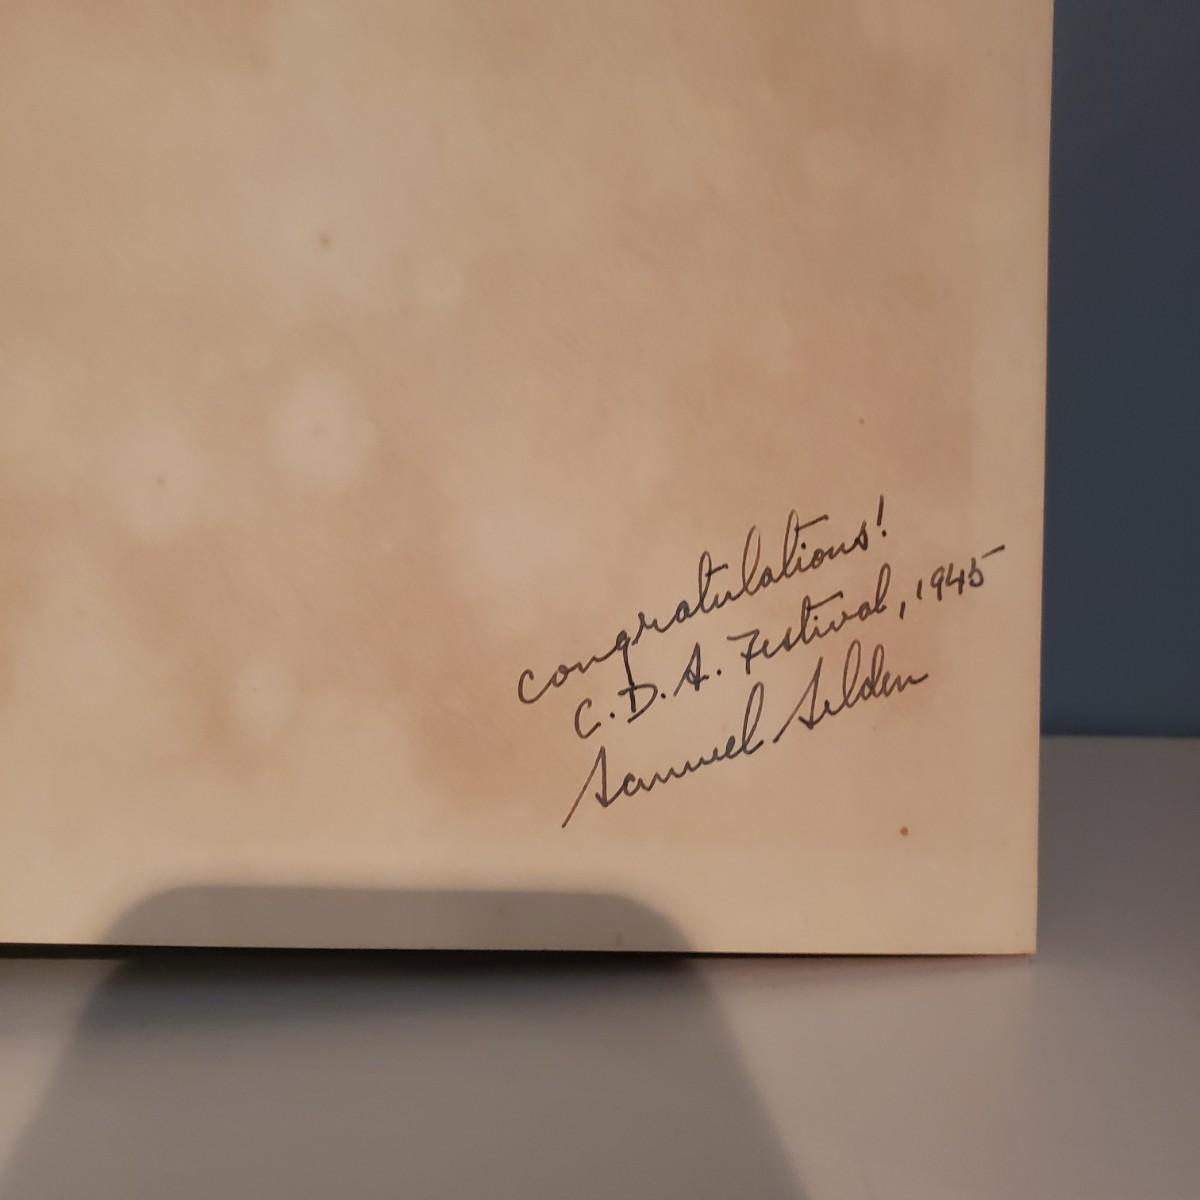 congratulations!
C.D.A. Festival, 1945
Samuel Selden